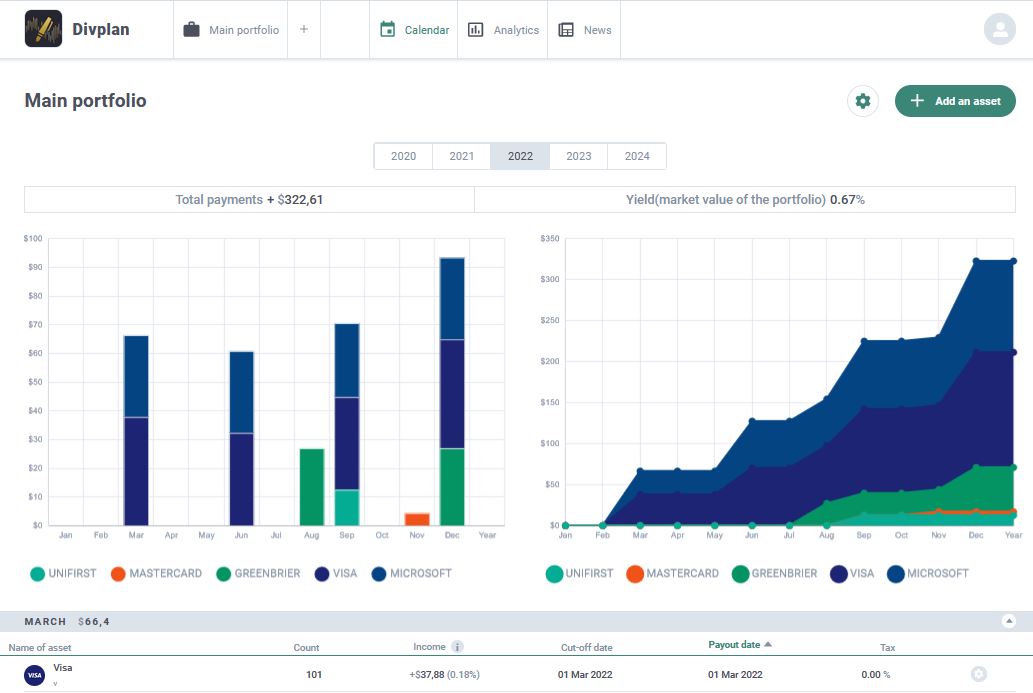 Divplan
Main portfolio
+
Calendar
Analytics
News
Main portfolio
Add an asset
2020 2021 2022 2023 2024
Total payments + $322,61
Yield(market value of the portfolio) 0.67%
$100
$90
$80
$70
$60
$50
$40
$30
$20
$10
$0
Jan Feb Mar Apr May Jun Jul Aug Sep Oct Nov Dec Year
UNIFIRST MASTERCARD GREENBRIER VISA MICROSOFT
$350
$300
$250
$200
$150
$100
$50
$0
Jan Feb Mar Apr May Jun Jul Aug Sep Oct Nov Dec Year
UNIFIRST MASTERCARD GREENBRIER VISA MICROSOFT
MARCH $66,4
Name of asset Count Income i Cut-off date Payout date Tax
VISA Visa 101 +$37,88 (0.18%) 01 Mar 2022 01 Mar 2022 0.00 %
v